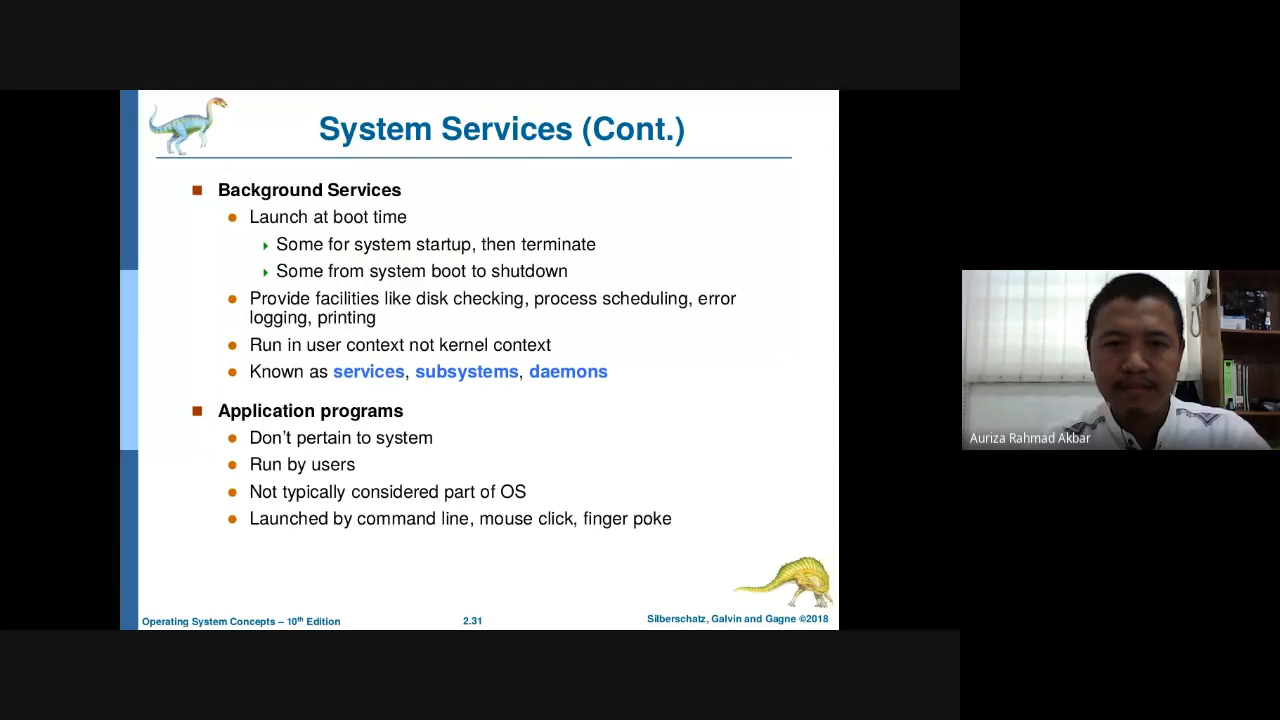 System Services (Cont.)
Background Services
Launch at boot time
Some for system startup, then terminate
Some from system boot to shutdown
Provide facilities like disk checking, process scheduling, error
logging, printing
Run in user context not kernel context
Known as services, subsystems, daemons
Application programs
Don’t pertain to system
Run by users
Not typically considered part of OS
Launched by command line, mouse click, finger poke
Operating System Concepts – 10th Edition
2.31
Silberschatz, Galvin and Gagne ©2018
Auriza Rahmad Akbar